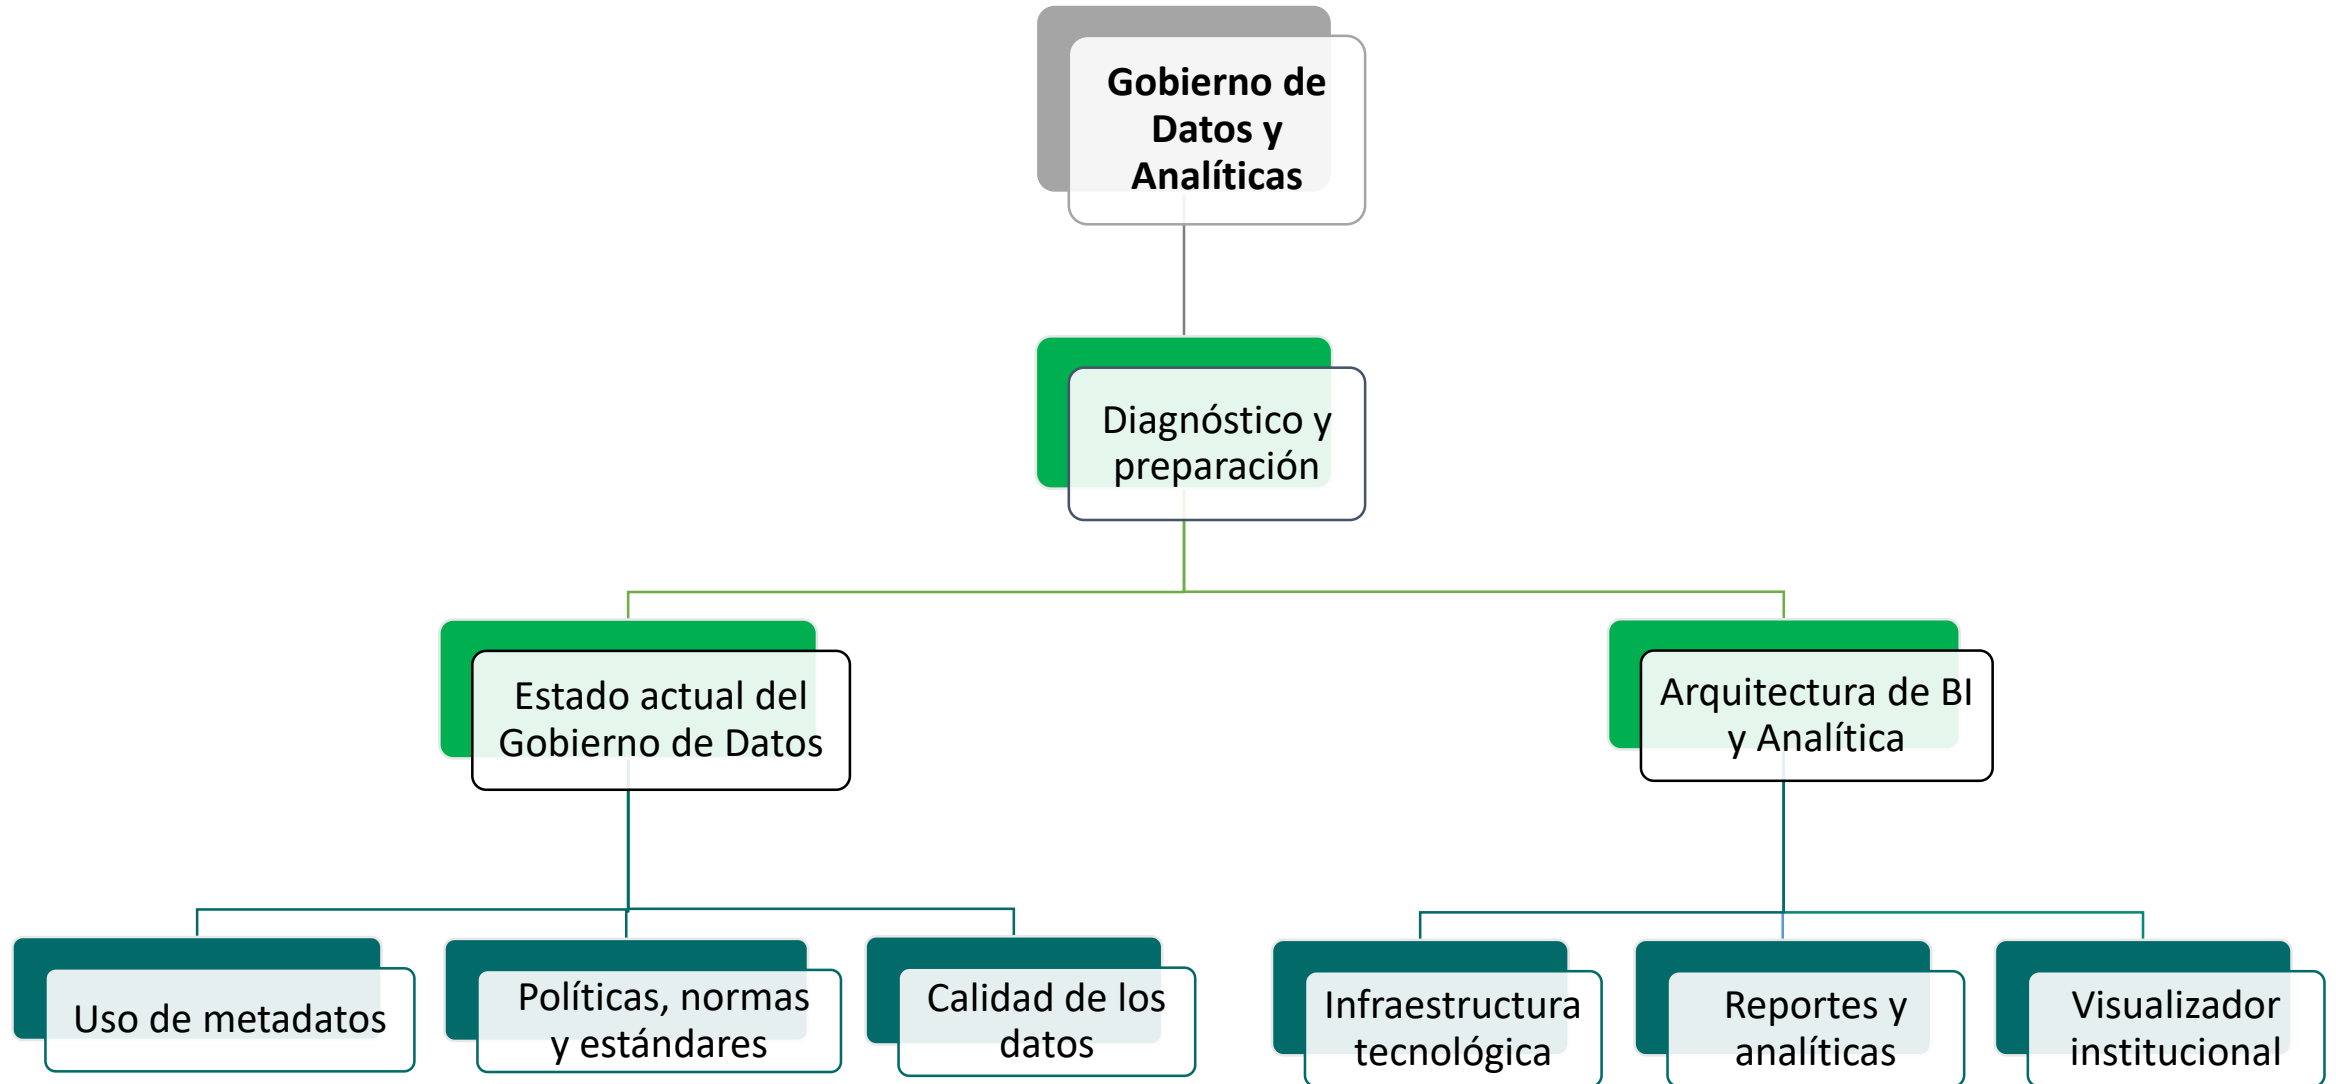 Gobierno de
Datos y
Analíticas
Diagnóstico y
preparación
Estado actual del
Gobierno de Datos
Arquitectura de BI
y Analítica
Uso de metadatos
Políticas, normas
y estándares
Calidad de los
datos
Infraestructura
tecnológica
Reportes y
analíticas
Visualizador
institucional